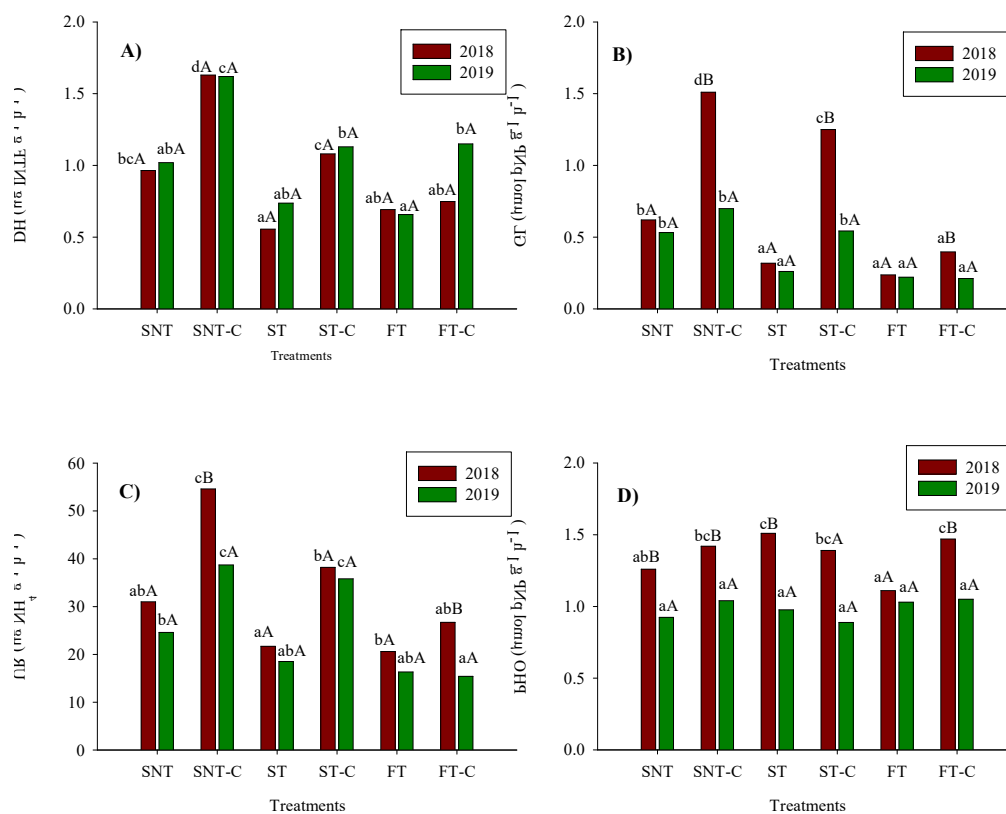 A)
2018
2019
2.0
1.5
1.0
0.5
0.0
bcA abA dA cA aA abA cA bA abA aA abA bA
SNT SNT-C ST ST-C FT FT-C
Treatments
B)
2018
2019
2.0
1.5
1.0
0.5
0.0
bA bA dB bA aA aA cB bA aA aA aB aA
SNT SNT-C ST ST-C FT FT-C
Treatments
C)
2018
2019
60
50
40
30
20
10
0
abA bA cB cA aA abA bA cA bA abA abB aA
SNT SNT-C ST ST-C FT FT-C
Treatments
D)
2018
2019
2.0
1.5
1.0
0.5
0.0
abB aA bcB aA cB aA bcA aA aA aA cB aA
SNT SNT-C ST ST-C FT FT-C
Treatments